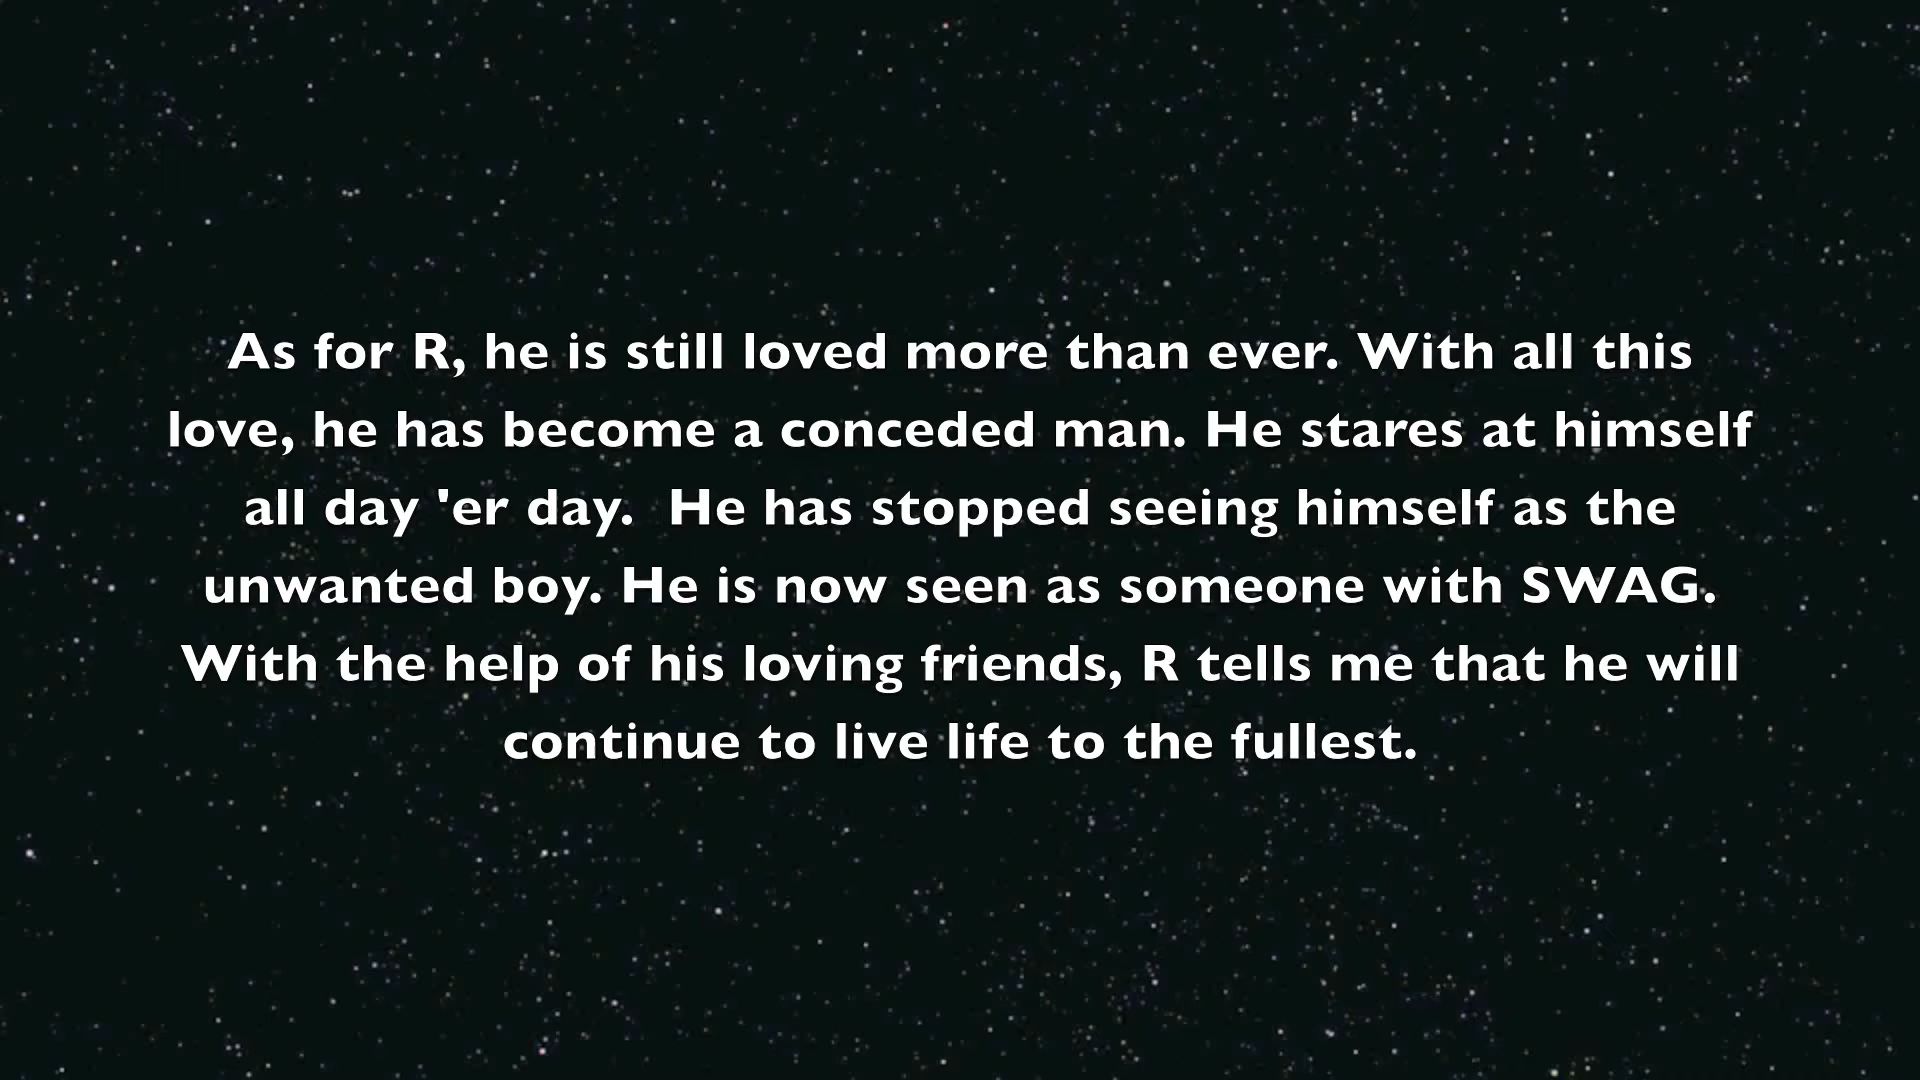 As for R, he is still loved more than ever. With all this
love, he has become a conceded man. He stares at himself
all day 'er day.  He has stopped seeing himself as the
unwanted boy. He is now seen as someone with SWAG.
With the help of his loving friends, R tells me that he will
continue to live life to the fullest.